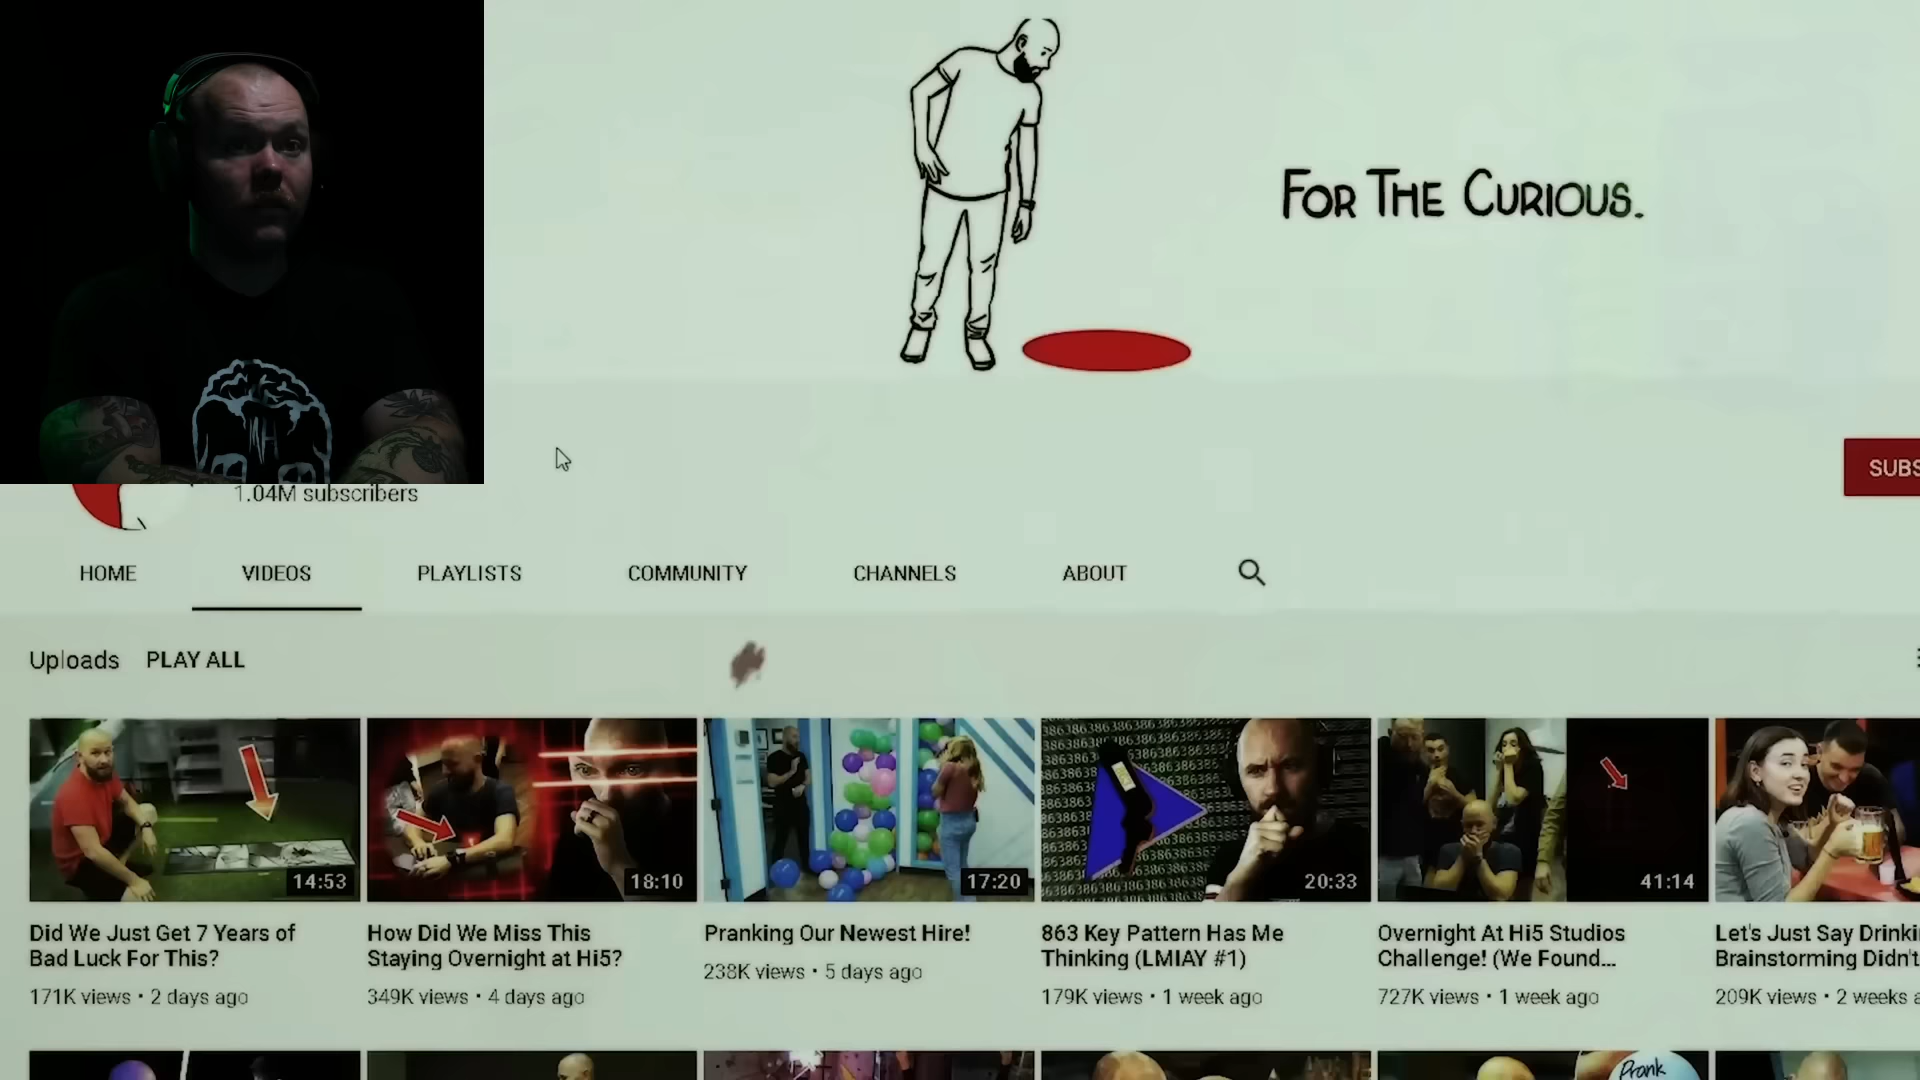 FOR THE CURIOUS.
SUBS
1.04M subscribers
HOME VIDEOS PLAYLISTS COMMUNITY CHANNELS ABOUT
Uploads PLAY ALL
14:53
18:10
17:20
20:33
41:14
Did We Just Get 7 Years of
Bad Luck For This?
171K views • 2 days ago
How Did We Miss This
Staying Overnight at Hi5?
349K views • 4 days ago
Pranking Our Newest Hire!
238K views • 5 days ago
863 Key Pattern Has Me
Thinking (LMIAY #1)
179K views • 1 week ago
Overnight At Hi5 Studios
Challenge! (We Found...
727K views • 1 week ago
Let's Just Say Drinki
Brainstorming Didn't
209K views • 2 weeks a
Prank